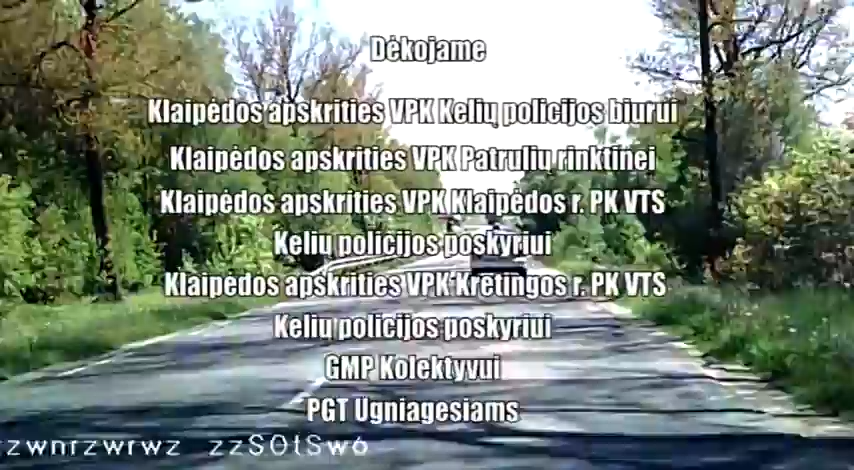 Dėkojame
Klaipėdos apskrities VPK Kelių policijos biurui
Klaipėdos apskrities VPK Patrulių rinktinei
Klaipėdos apskrities VPK Klaipėdos r. PK VTS
Kelių policijos poskyriui
Klaipėdos apskrities VPK Kretingos r. PK VTS
Kelių policijos poskyriui
GMP Kolektyvui
PGT Ugniagesiams